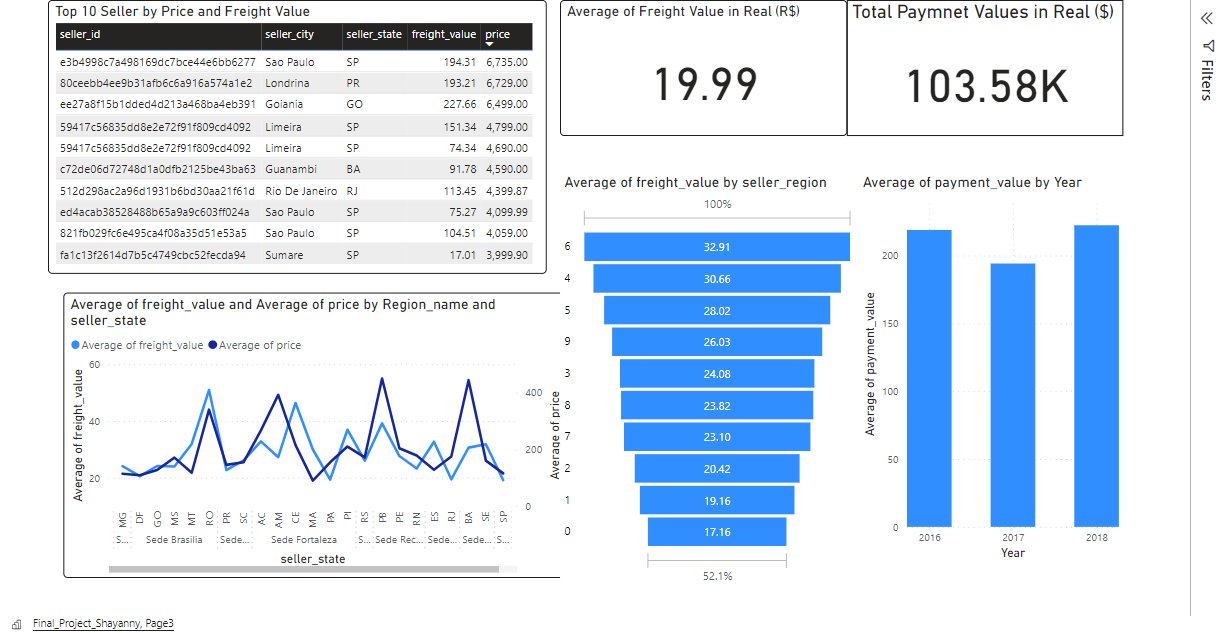 Top 10 Seller by Price and Freight Value
seller_id seller_city seller_state freight_value price
e3b4998c7a498169dc7bce44e6bb6277 Sao Paulo SP 194.31 6,735.00
80ceebb4ee9b31afb6c6a916a574a1e2 Londrina PR 193.21 6,729.00
ee27a8f15b1dded4d213a468ba4eb391 Goiania GO 227.66 6,499.00
59417c56835dd8e2e72f91f809cd4092 Limeira SP 151.34 4,799.00
59417c56835dd8e2e72f91f809cd4092 Limeira SP 74.34 4,690.00
c72de06d72748d1a0dfb2125be43ba63 Guanambi BA 91.78 4,590.00
512d298ac2a96d1931b6bd30aa21f61d Rio De Janeiro RJ 113.45 4,399.87
ed4acab38528488b65a9a9c603ff024a Sao Paulo SP 75.27 4,099.99
821fb029fc6e495ca4f08a35d51e53a5 Sao Paulo SP 104.51 4,059.00
fa1c13f2614d7b5c4749cbc52fecda94 Sumare SP 17.01 3,999.90
Average of Freight Value in Real (R$)
19.99
Total Paymnet Values in Real ($)
103.58K
Filters
Average of freight_value and Average of price by Region_name and
seller_state
Average of freight_value Average of price
Average of freight_value
60
40
20
400
200
0
Average of price
MG DF GO MS MT RO PR SC AC AM CE MA PA PI RS PB PE RN ES RJ BA SE SP
S... Sede Brasilia Sede... Sede Fortaleza S... Sede Rec... Sede... Sede... S...
seller_state
Average of freight_value by seller_region
100%
6 32.91
4 30.66
5 28.02
9 26.03
3 24.08
8 23.82
7 23.10
2 20.42
1 19.16
0 17.16
52.1%
Average of payment_value by Year
Average of payment_value
200
150
100
50
0
2016 2017 2018
Year
Final_Project_Shayanny, Page3